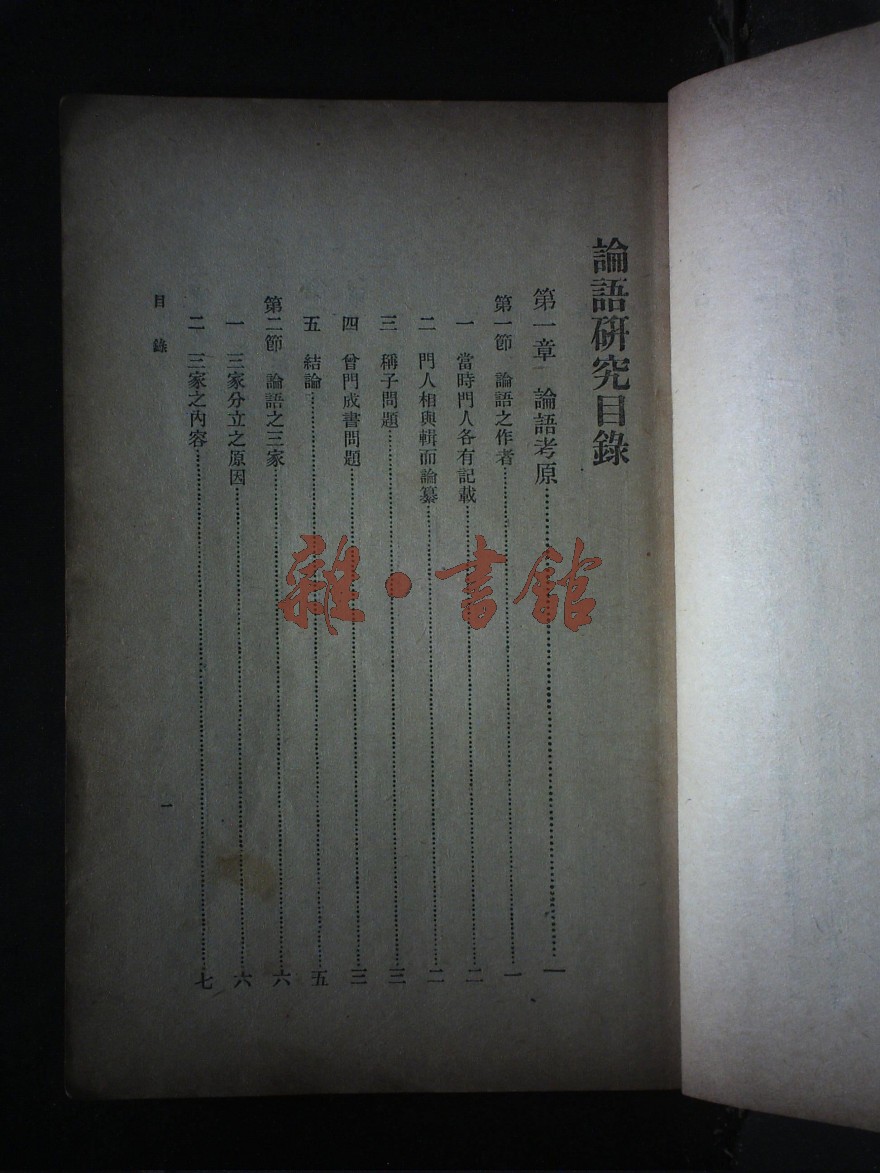 論語研究目錄
第一章 論語考原……一
第一節 論語之作者……一
一 當時門人各有記載……二
二 門人相與輯而論纂……二
三 稱子問題……三
四 曾門成書問題……三
五 結論……五
第二節 論語之三家……六
一 三家分立之原因……六
二 三家之內容……七
目錄
一
雜·書館